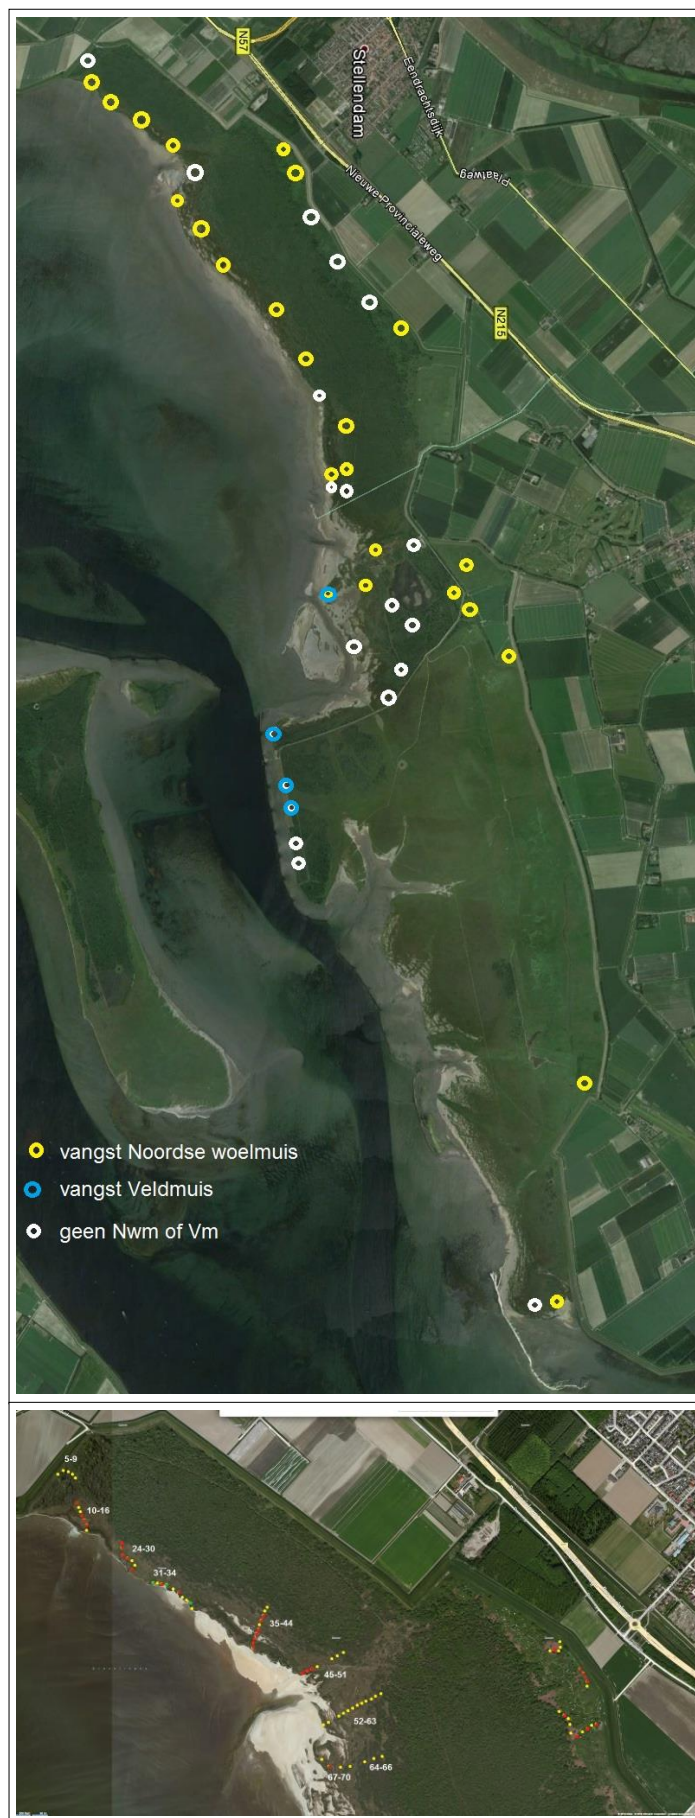 N57
Stellendam
Eendrachtsdijk
Plaatweg
Nieuwe Provincialeweg
N215
vangst Noordse woelmuis
vangst Veldmuis
geen Nwm of Vm
5-9
10-16
24-30
31-34
35-44
45-51
52-63
64-66
67-70